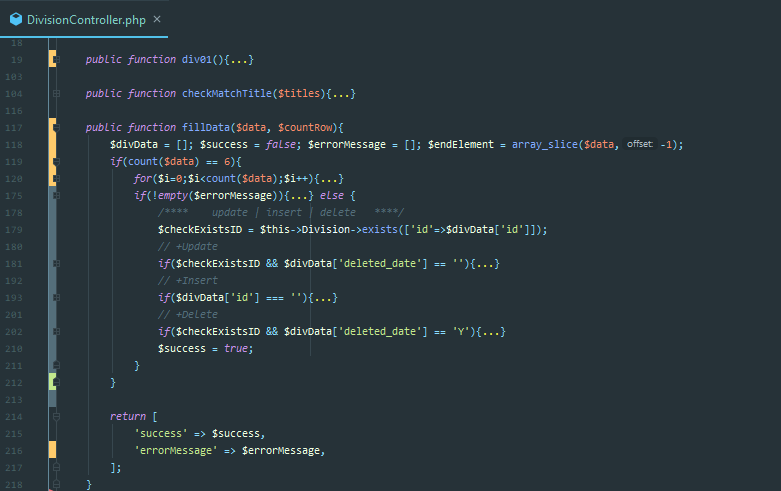 DivisionController.php ×
18
19 public function div01(){...}
103
104 public function checkMatchTitle($titles){...}
116
117 public function fillData($data, $countRow){
118 $divData = []; $success = false; $errorMessage = []; $endElement = array_slice($data, offset: -1);
119 if(count($data) == 6){
120 for($i=0;$i<count($data);$i++){...}
175 if(!empty($errorMessage)){...} else {
178 /**** update | insert | delete ****/
179 $checkExistsID = $this->Division->exists(['id'=>$divData['id']]);
180 // +Update
181 if($checkExistsID && $divData['deleted_date'] == ''){...}
192 // +Insert
193 if($divData['id'] === ''){...}
201 // +Delete
202 if($checkExistsID && $divData['deleted_date'] == 'Y'){...}
210 $success = true;
211 }
212 }
213
214 return [
215 'success' => $success,
216 'errorMessage' => $errorMessage,
217 ];
218 }